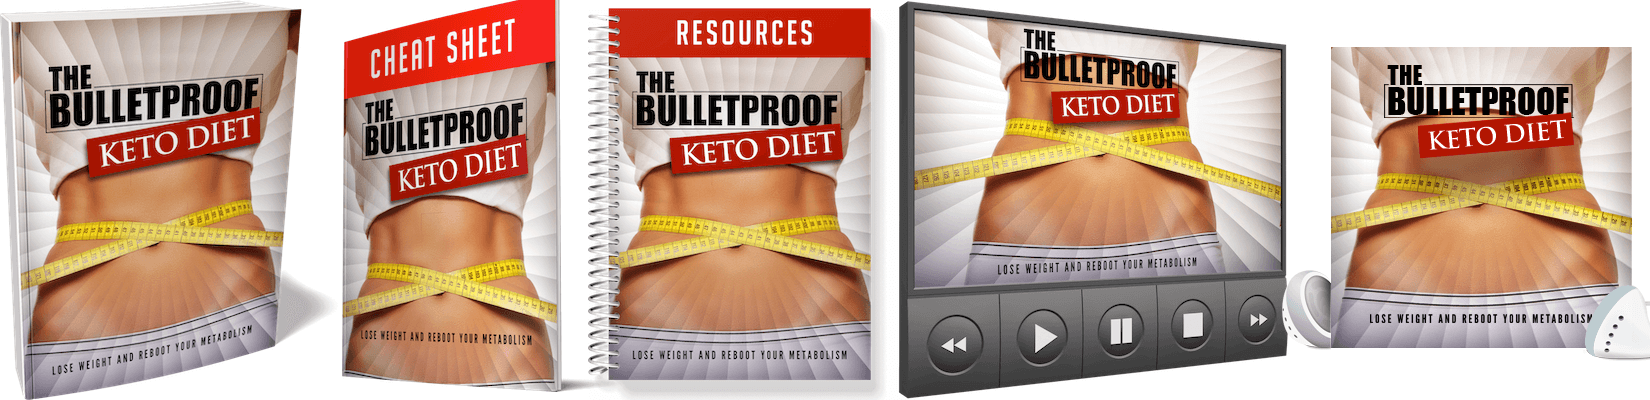 THE
BULLETPROOF
KETO DIET
LOSE WEIGHT AND REBOOT YOUR METABOLISM
CHEAT SHEET
THE
BULLETPROOF
KETO DIET
LOSE WEIGHT AND REBOOT YOUR METABOLISM
RESOURCES
THE
BULLETPROOF
KETO DIET
LOSE WEIGHT AND REBOOT YOUR METABOLISM
THE
BULLETPROOF
KETO DIET
LOSE WEIGHT AND REBOOT YOUR METABOLISM
THE
BULLETPROOF
KETO DIET
LOSE WEIGHT AND REBOOT YOUR METABOLISM